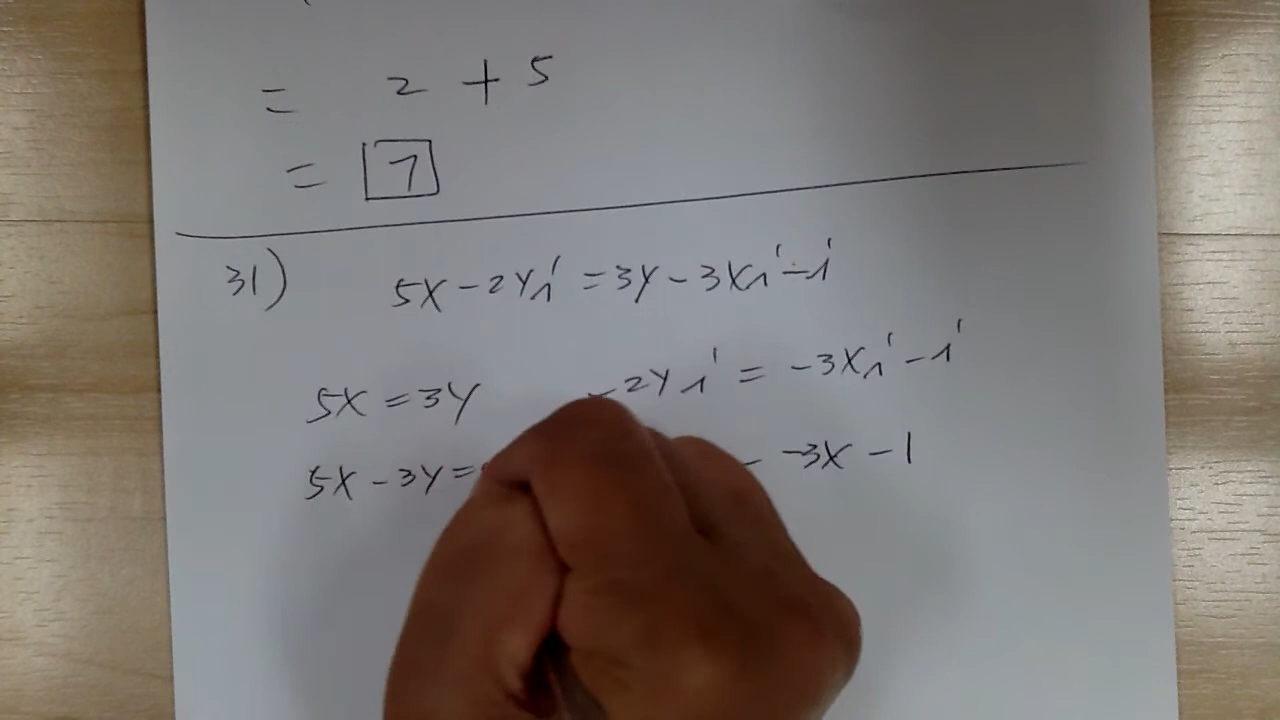 = 2 + 5
= 7
31) 5x - 2yi = 3y - 3xi - i
5x = 3y - 2yi = -3xi - i
5x - 3y = -3x - 1